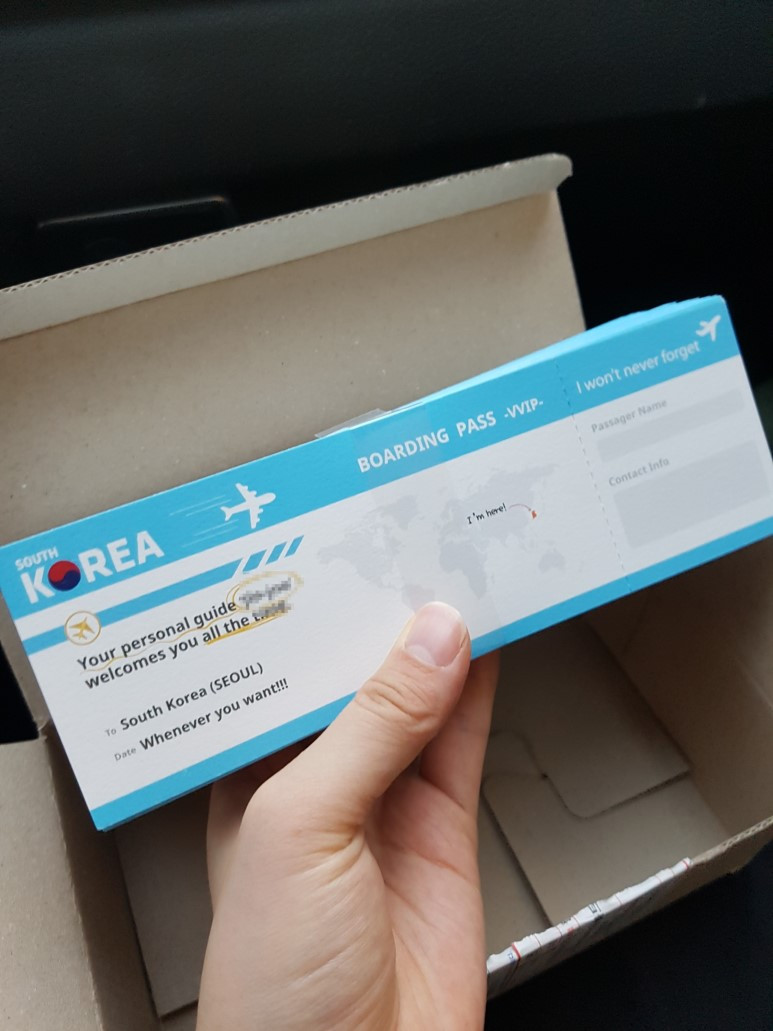 SOUTH
KOREA
BOARDING PASS -VVIP-
I won't never forget
Your personal guide
welcomes you all the
To South Korea (SEOUL)
Date Whenever you want!!!
I'm here!
Passager Name
Contact Info